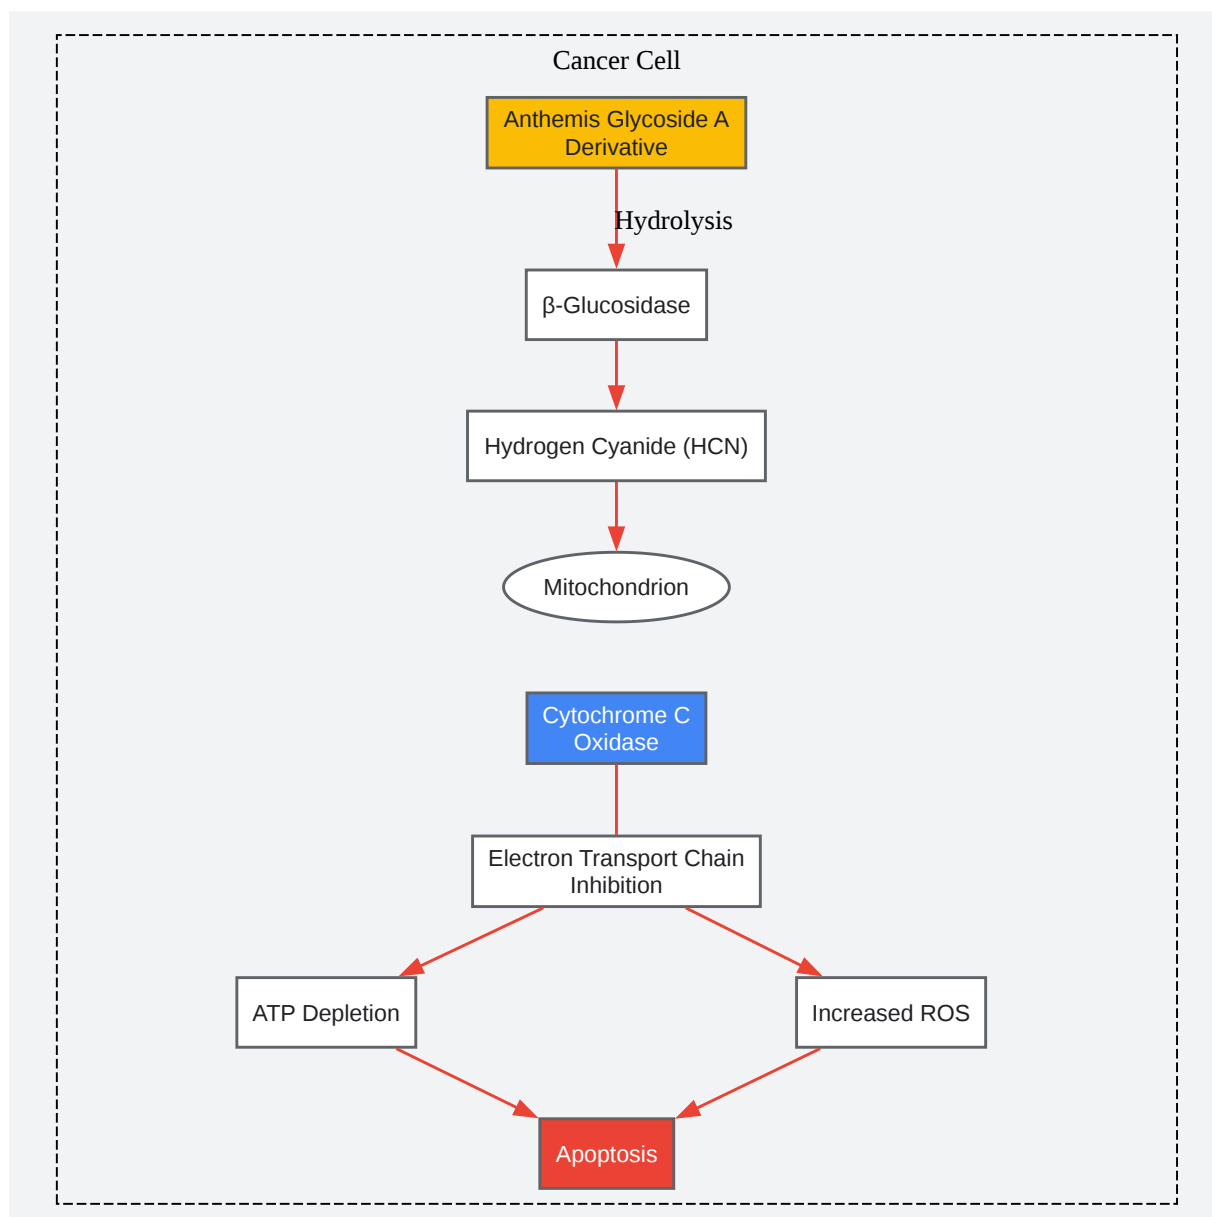 Cancer Cell
Anthemis Glycoside A
Derivative
Hydrolysis
β-Glucosidase
Hydrogen Cyanide (HCN)
Mitochondrion
Cytochrome C
Oxidase
Electron Transport Chain
Inhibition
ATP Depletion
Increased ROS
Apoptosis